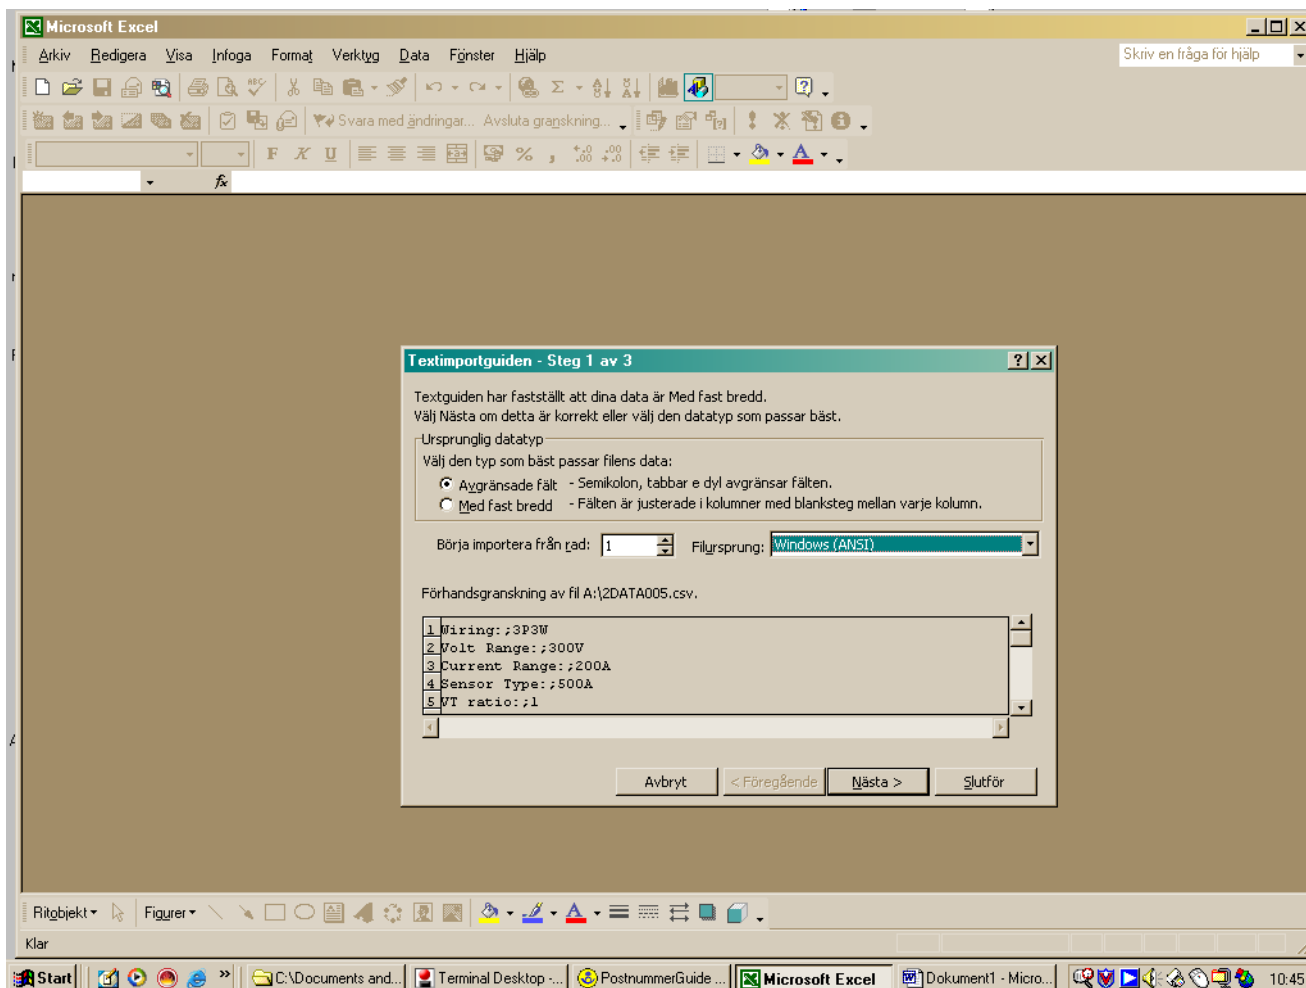 Microsoft Excel
Arkiv Redigera Visa Infoga Format Verktyg Data Fönster Hjälp Skriv en fråga för hjälp
Svara med ändringar... Avsluta granskning...
F K U % ,
fx
Textimportguiden - Steg 1 av 3
Textguiden har fastställt att dina data är Med fast bredd.
Välj Nästa om detta är korrekt eller välj den datatyp som passar bäst.
Ursprunglig datatyp
Välj den typ som bäst passar filens data:
Avgränsade fält - Semikolon, tabbar e dyl avgränsar fälten.
Med fast bredd - Fälten är justerade i kolumner med blanksteg mellan varje kolumn.
Börja importera från rad: 1 Filursprung: Windows (ANSI)
Förhandsgranskning av fil A:\2DATA005.csv.
1 Wiring:;3P3W
2 Volt Range:;300V
3 Current Range:;200A
4 Sensor Type:;500A
5 VT ratio:;1
Avbryt < Föregående Nästa > Slutför
Ritobjekt Figurer
Klar
Start » C:\Documents and... Terminal Desktop -... PostnummerGuide ... Microsoft Excel Dokument1 - Micro... 10:45